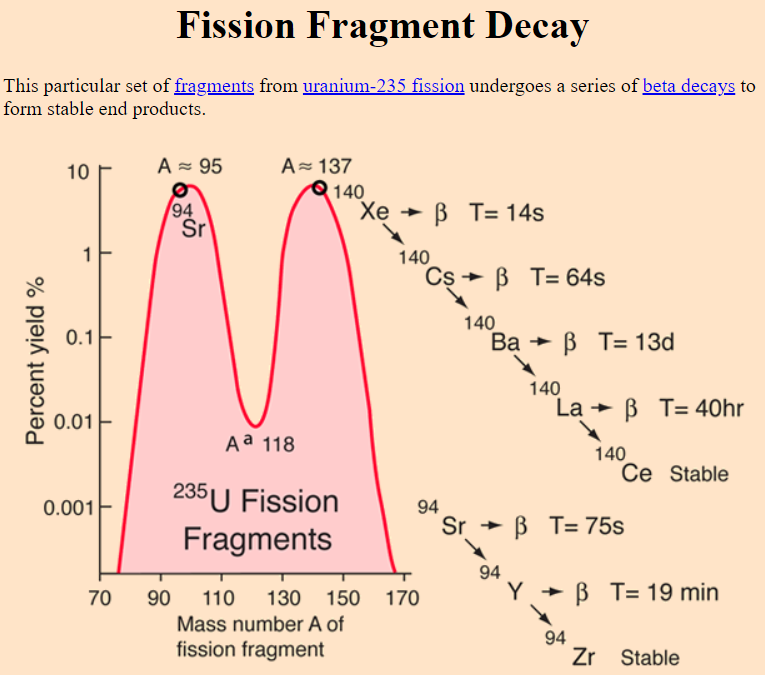 Fission Fragment Decay
This particular set of fragments from uranium-235 fission undergoes a series of beta decays to
form stable end products.
Percent yield %
10
1
0.1
0.01
0.001
A ≈ 95
A ≈ 137
94 Sr
A a 118
235U Fission
Fragments
70 90 110 130 150 170
Mass number A of
fission fragment
140 Xe → β T= 14s
140 Cs → β T= 64s
140 Ba → β T= 13d
140 La → β T= 40hr
140 Ce Stable
94 Sr → β T= 75s
94 Y → β T= 19 min
94 Zr Stable